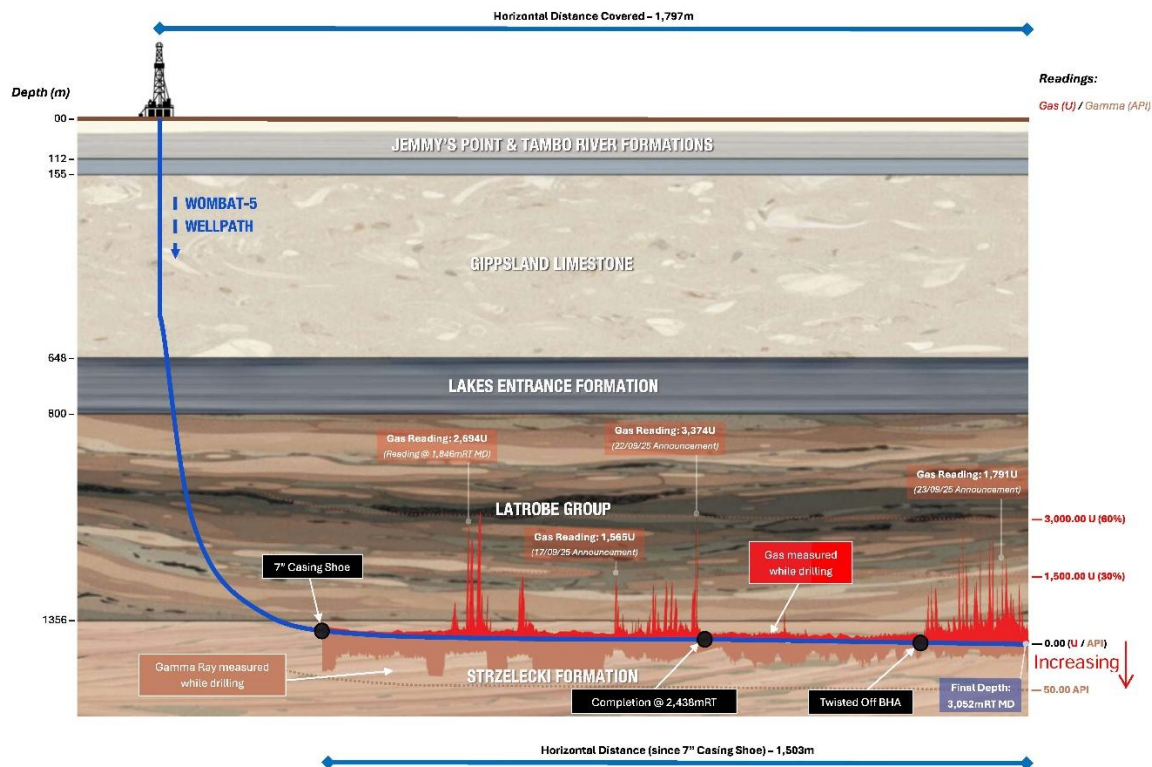 Horizontal Distance Covered – 1,797m
Depth (m)
Readings:
Gas (U) / Gamma (API)
00
JEMMY'S POINT & TAMBO RIVER FORMATIONS
112
155
WOMBAT-5
WELLPATH
GIPPSLAND LIMESTONE
648
LAKES ENTRANCE FORMATION
800
Gas Reading: 2,694U
(Reading @ 1,846mRT MD)
Gas Reading: 3,374U
(22/09/25 Announcement)
Gas Reading: 1,791U
(23/09/25 Announcement)
LATROBE GROUP
3,000.00 U (60%)
Gas Reading: 1,565U
(17/09/25 Announcement)
7" Casing Shoe
Gas measured
while drilling
1,500.00 U (30%)
1356
0.00 (U / API)
Increasing
Gamma Ray measured
while drilling
STRZELECKI FORMATION
Completion @ 2,438mRT
Twisted Off BHA
Final Depth:
3,052mRT MD
50.00 API
Horizontal Distance (since 7" Casing Shoe) – 1,503m